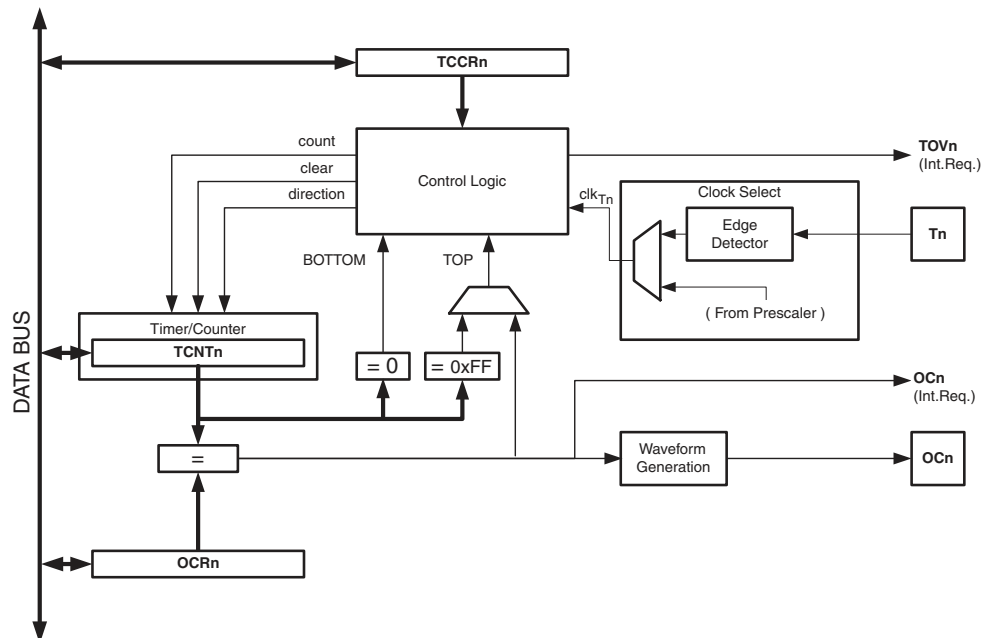 TCCRn
count
clear
direction
Control Logic
TOVn
(Int.Req.)
clkTn
Clock Select
Edge
Detector
Tn
( From Prescaler )
BOTTOM
TOP
DATA BUS
Timer/Counter
TCNTn
= 0
= 0xFF
OCn
(Int.Req.)
=
Waveform
Generation
OCn
OCRn